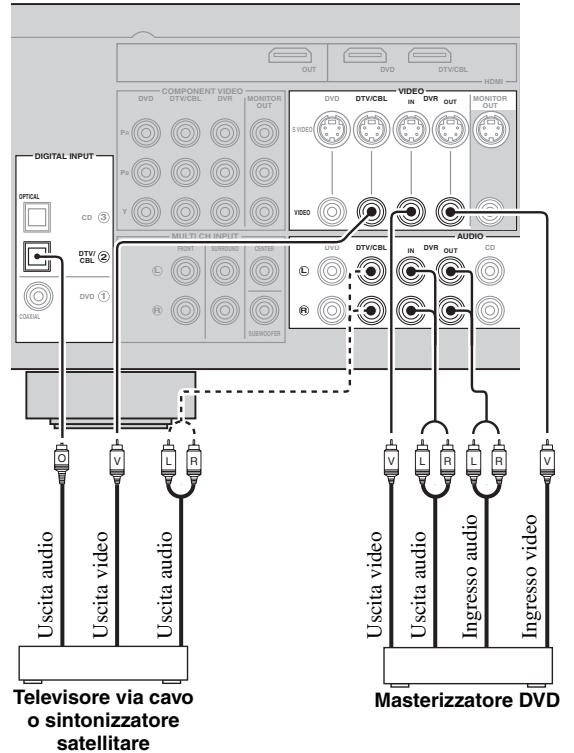 OUT
DVD
DTV/CBL
HDMI
COMPONENT VIDEO
DVD
DTV/CBL
DVR
MONITOR OUT
VIDEO
DVD
DTV/CBL
IN
DVR
OUT
MONITOR OUT
S VIDEO
PR
PB
Y
VIDEO
DIGITAL INPUT
OPTICAL
CD ③
DTV/
CBL ②
DVD ①
COAXIAL
MULTI CH INPUT
FRONT
SURROUND
CENTER
L
R
SUBWOOFER
AUDIO
DVD
DTV/CBL
IN
DVR
OUT
CD
L
R
O
V
L
R
V
L
R
L
R
V
Uscita audio
Uscita video
Uscita audio
Uscita video
Uscita audio
Ingresso audio
Ingresso video
Televisore via cavo
o sintonizzatore
satellitare
Masterizzatore DVD